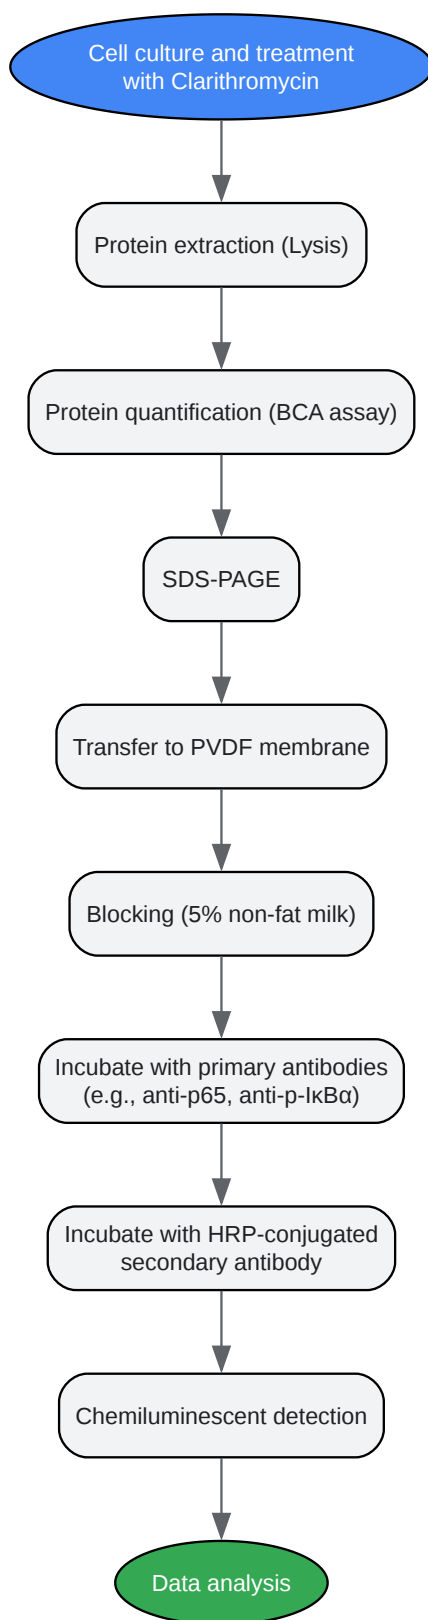 Cell culture and treatment
with Clarithromycin
Protein extraction (Lysis)
Protein quantification (BCA assay)
SDS-PAGE
Transfer to PVDF membrane
Blocking (5% non-fat milk)
Incubate with primary antibodies
(e.g., anti-p65, anti-p-IκBα)
Incubate with HRP-conjugated
secondary antibody
Chemiluminescent detection
Data analysis